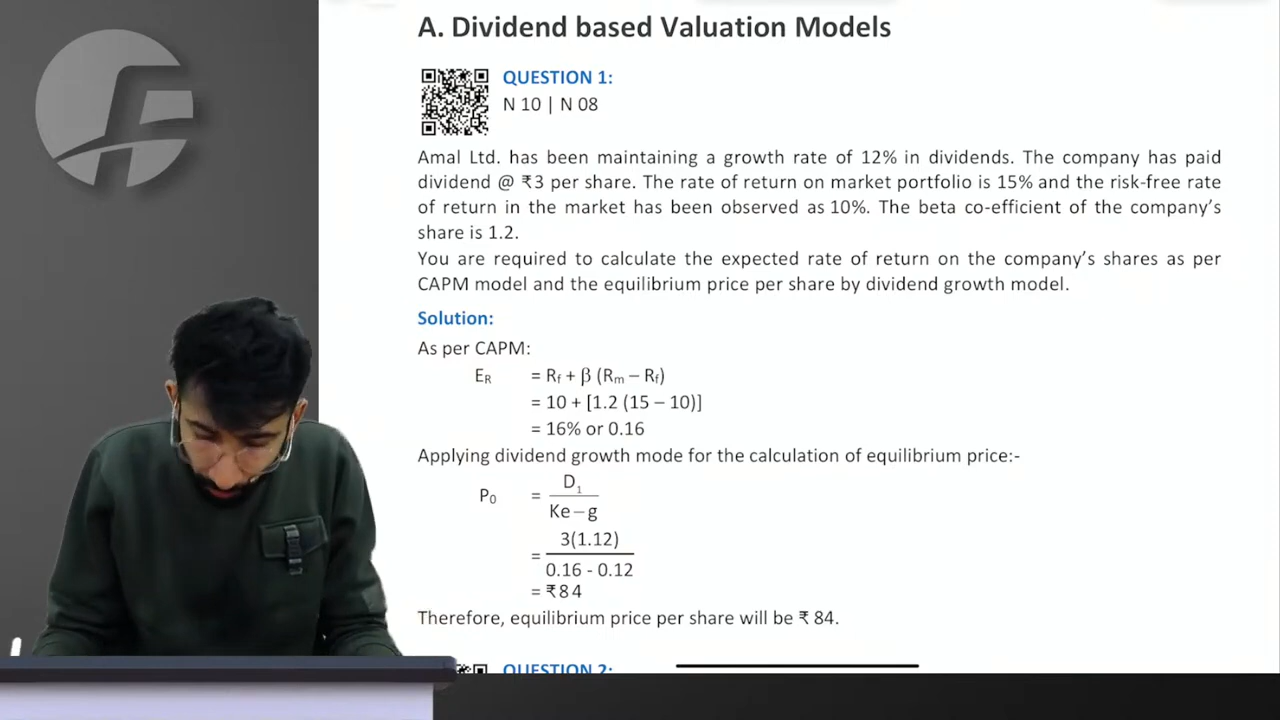 A. Dividend based Valuation Models
QUESTION 1:
N 10 | N 08
Amal Ltd. has been maintaining a growth rate of 12% in dividends. The company has paid
dividend @ ₹3 per share. The rate of return on market portfolio is 15% and the risk-free rate
of return in the market has been observed as 10%. The beta co-efficient of the company's
share is 1.2.
You are required to calculate the expected rate of return on the company's shares as per
CAPM model and the equilibrium price per share by dividend growth model.
Solution:
As per CAPM:
ER = Rf + β (Rm – Rf)
= 10 + [1.2 (15 – 10)]
= 16% or 0.16
Applying dividend growth mode for the calculation of equilibrium price:-
P0 = D1
Ke – g
= 3(1.12)
0.16 - 0.12
= ₹84
Therefore, equilibrium price per share will be ₹ 84.
QUESTION 2: